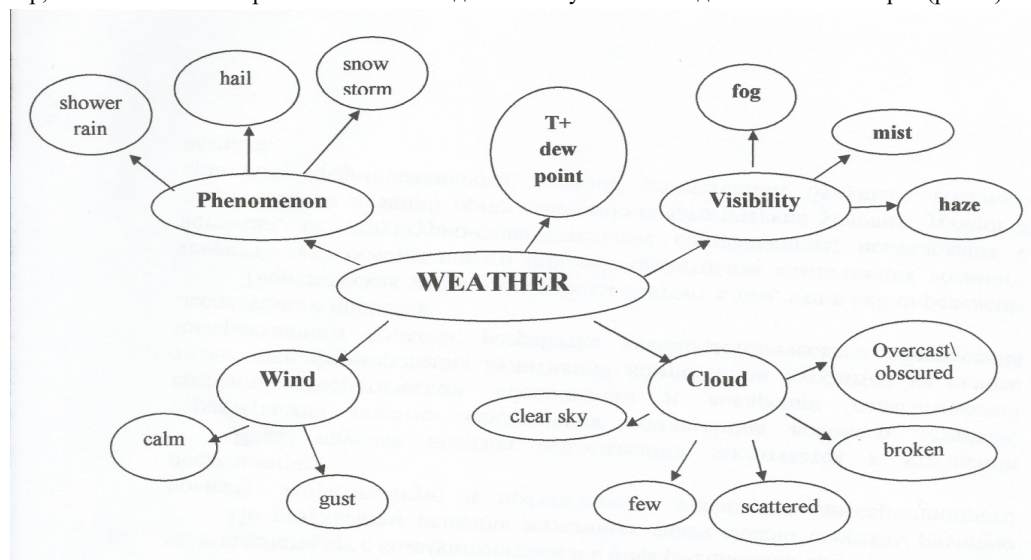 hail
snow
storm
shower
rain
fog
T+
dew
point
mist
Phenomenon
Visibility
haze
WEATHER
Wind
Cloud
Overcast\
obscured
clear sky
calm
broken
gust
few
scattered